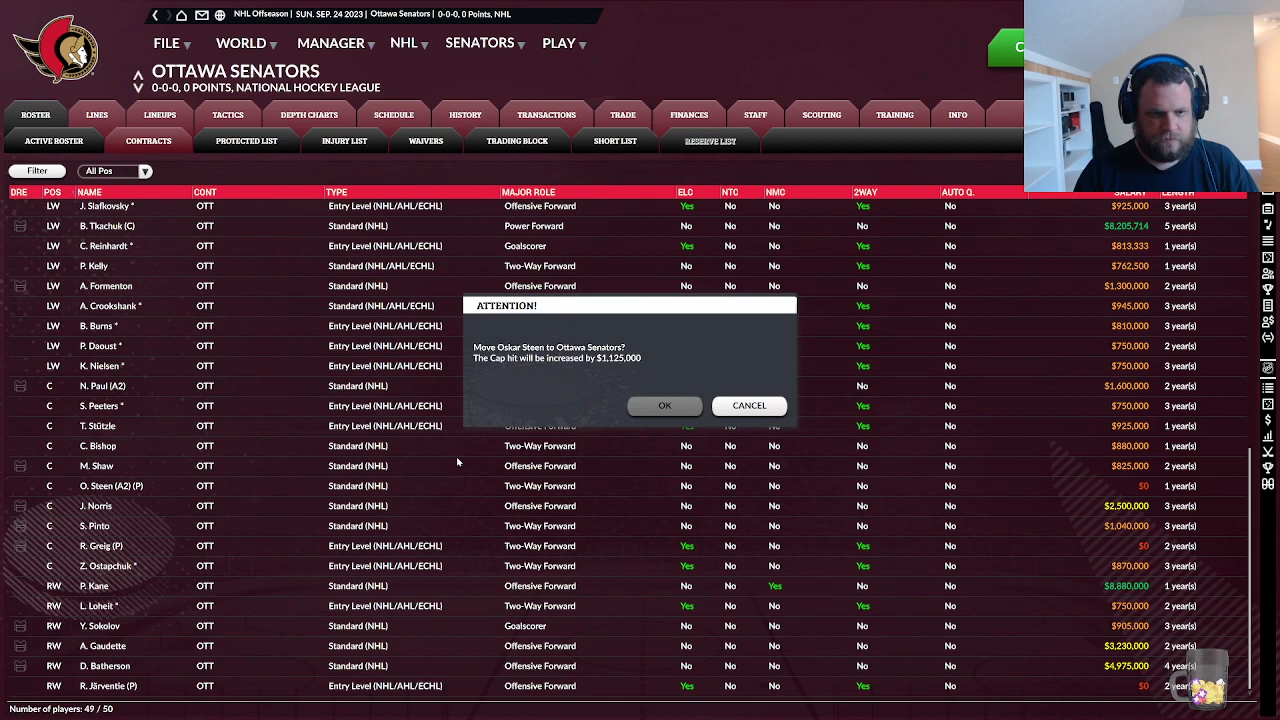 NHL Offseason | SUN. SEP. 24 2023 | Ottawa Senators | 0-0-0, 0 Points, NHL
FILE WORLD MANAGER NHL SENATORS PLAY
OTTAWA SENATORS
0-0-0, 0 POINTS, NATIONAL HOCKEY LEAGUE
ROSTER LINES LINEUPS TACTICS DEPTH CHARTS SCHEDULE HISTORY TRANSACTIONS TRADE FINANCES STAFF SCOUTING TRAINING INFO
ACTIVE ROSTER CONTRACTS PROTECTED LIST INJURY LIST WAIVERS TRADING BLOCK SHORT LIST RESERVE LIST
Filter All Pos
DRE POS NAME CONT TYPE MAJOR ROLE ELC NTC NMC 2WAY AUTO Q. SALARY LENGTH
LW J. Slafkovsky * OTT Entry Level (NHL/AHL/ECHL) Offensive Forward Yes No No Yes No $925,000 3 year(s)
LW B. Tkachuk (C) OTT Standard (NHL) Power Forward No No No No No $8,205,714 5 year(s)
LW C. Reinhardt * OTT Entry Level (NHL/AHL/ECHL) Goalscorer Yes No No Yes No $813,333 1 year(s)
LW P. Kelly OTT Standard (NHL/AHL/ECHL) Two-Way Forward No No No Yes No $762,500 1 year(s)
LW A. Formenton OTT Standard (NHL) Offensive Forward No No No No No $1,300,000 2 year(s)
LW A. Crookshank * OTT Standard (NHL/AHL/ECHL) Yes No $945,000 3 year(s)
LW B. Burns * OTT Entry Level (NHL/AHL/ECHL) Yes No $810,000 3 year(s)
LW P. Daoust * OTT Entry Level (NHL/AHL/ECHL) Yes No $750,000 2 year(s)
LW K. Nielsen * OTT Entry Level (NHL/AHL/ECHL) Yes No $750,000 3 year(s)
C N. Paul (A2) OTT Standard (NHL) No No $1,600,000 2 year(s)
C S. Peeters * OTT Entry Level (NHL/AHL/ECHL) Yes No $750,000 3 year(s)
C T. Stützle OTT Entry Level (NHL/AHL/ECHL) Offensive Forward Yes No No Yes No $925,000 1 year(s)
C C. Bishop OTT Standard (NHL) Two-Way Forward No No No No No $880,000 1 year(s)
C M. Shaw OTT Standard (NHL) Offensive Forward No No No No No $825,000 2 year(s)
C O. Steen (A2) (P) OTT Standard (NHL) Two-Way Forward No No No No No $0 1 year(s)
C J. Norris OTT Standard (NHL) Offensive Forward No No No No No $2,500,000 3 year(s)
C S. Pinto OTT Standard (NHL) Two-Way Forward No No No No No $1,040,000 3 year(s)
C R. Greig (P) OTT Entry Level (NHL/AHL/ECHL) Two-Way Forward Yes No No Yes No $0 2 year(s)
C Z. Ostapchuk * OTT Entry Level (NHL/AHL/ECHL) Two-Way Forward Yes No No Yes No $870,000 3 year(s)
RW P. Kane OTT Standard (NHL) Offensive Forward No No Yes No No $8,880,000 1 year(s)
RW L. Loheit * OTT Entry Level (NHL/AHL/ECHL) Two-Way Forward Yes No No Yes No $750,000 2 year(s)
RW Y. Sokolov OTT Standard (NHL) Goalscorer No No No No No $905,000 3 year(s)
RW A. Gaudette OTT Standard (NHL) Offensive Forward No No No No No $3,230,000 2 year(s)
RW D. Batherson OTT Standard (NHL) Offensive Forward No No No No No $4,975,000 4 year(s)
RW R. Järventie (P) OTT Entry Level (NHL/AHL/ECHL) Offensive Forward Yes No No Yes No $0 2 year(s)
Number of players: 49 / 50
ATTENTION!
Move Oskar Steen to Ottawa Senators?
The Cap hit will be increased by $1,125,000
OK CANCEL